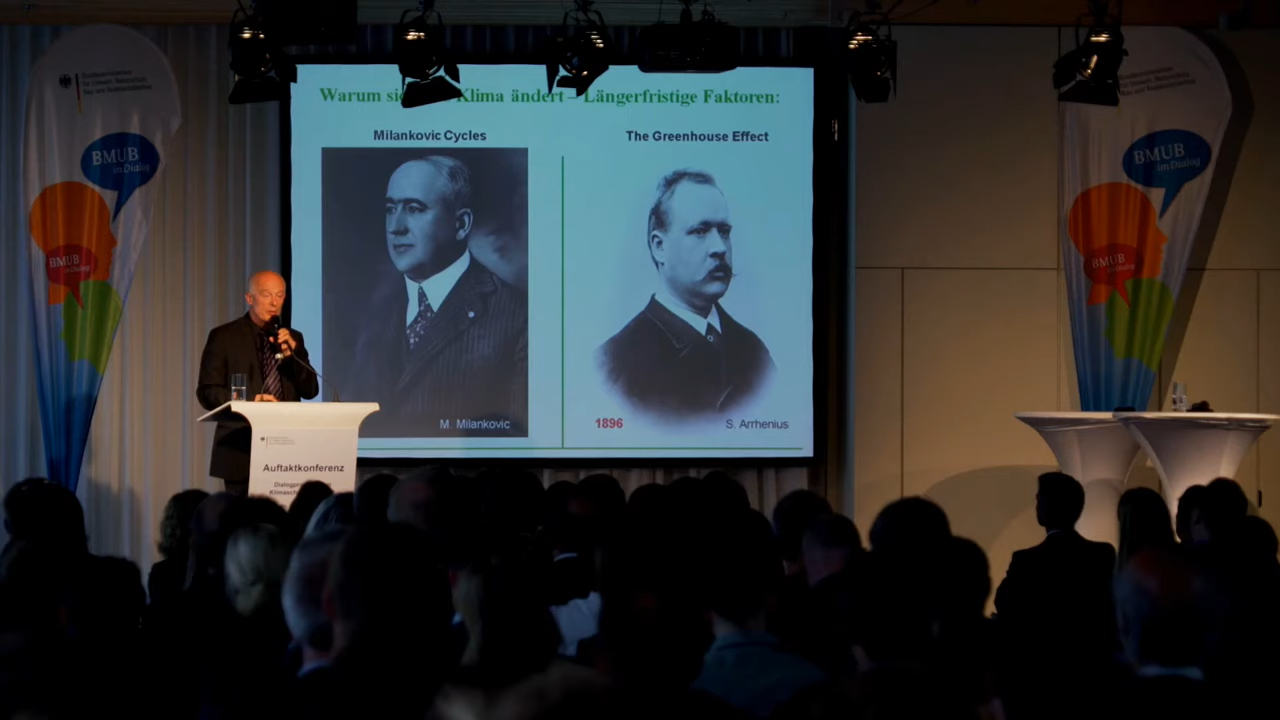 Warum si Klima ändert – Längerfristige Faktoren:
Milankovic Cycles
The Greenhouse Effect
M. Milankovic
1896
S. Arrhenius
BMUB
im Dialog
BMUB
im Dialog
BMUB
im Dialog
BMUB
im Dialog
Auftaktkonferenz